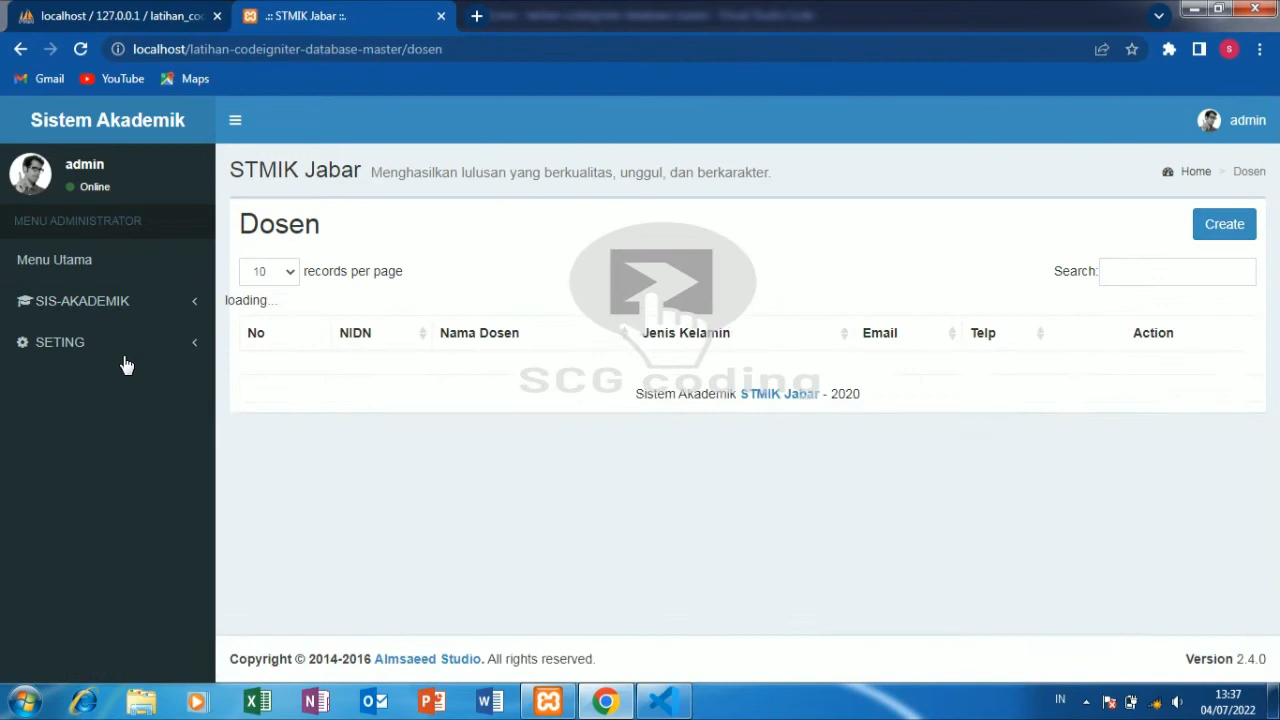 localhost / 127.0.0.1 / latihan_co
.:: STMIK Jabar ::.
localhost/latihan-codeigniter-database-master/dosen
Gmail
YouTube
Maps
S
Sistem Akademik
admin
admin
Online
MENU ADMINISTRATOR
Menu Utama
SIS-AKADEMIK
SETING
STMIK Jabar Menghasilkan lulusan yang berkualitas, unggul, dan berkarakter.
Home > Dosen
Dosen
Create
10 records per page
Search:
loading...
No NIDN Nama Dosen Jenis Kelamin Email Telp Action
SCG coding
Sistem Akademik STMIK Jabar - 2020
Copyright © 2014-2016 Almsaeed Studio. All rights reserved.
Version 2.4.0
IN
13:37
04/07/2022